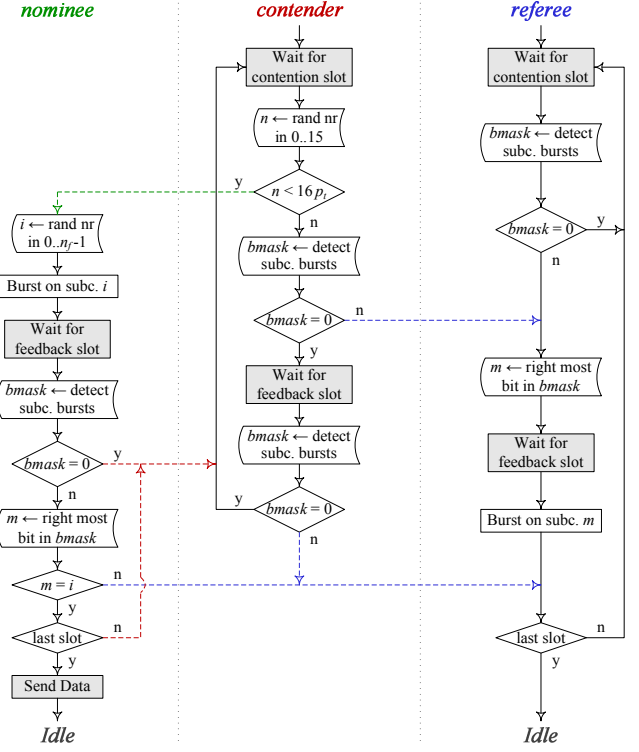 nominee
i ← rand nr
in 0..n_f -1
Burst on subc. i
Wait for
feedback slot
bmask ← detect
subc. bursts
bmask = 0
y
n
m ← right most
bit in bmask
m = i
n
y
last slot
n
y
Send Data
Idle
contender
Wait for
contention slot
n ← rand nr
in 0..15
y
n < 16 p_t
n
bmask ← detect
subc. bursts
bmask = 0
n
y
Wait for
feedback slot
bmask ← detect
subc. bursts
y
bmask = 0
n
referee
Wait for
contention slot
bmask ← detect
subc. bursts
bmask = 0
y
n
m ← right most
bit in bmask
Wait for
feedback slot
Burst on subc. m
last slot
n
y
Idle